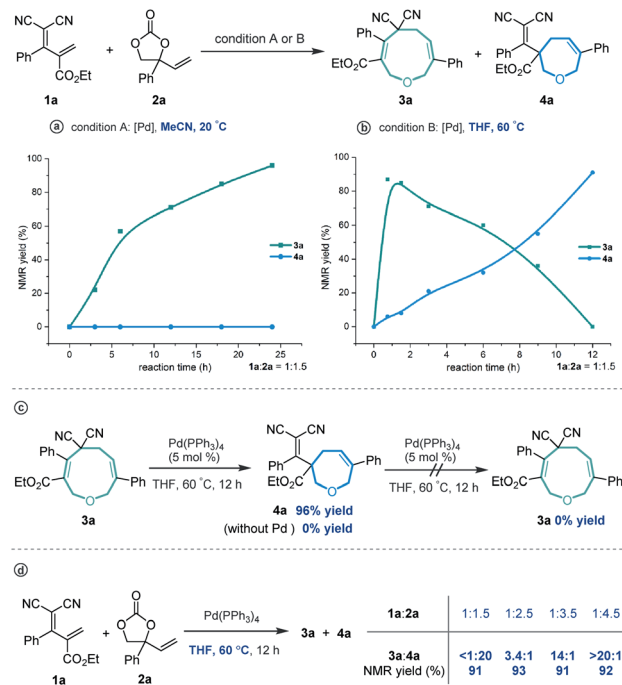 NC CN
Ph
CO₂Et
1a
+
O
O O
Ph
2a
condition A or B
NC CN
Ph
EtO₂C
O
Ph
3a
+
NC CN
Ph
EtO₂C
O
Ph
4a
ⓐ condition A: [Pd], MeCN, 20 °C
ⓑ condition B: [Pd], THF, 60 °C
NMR yield (%)
100
80
60
40
20
0
3a
4a
0 5 10 15 20 25
reaction time (h) 1a:2a = 1:1.5
NMR yield (%)
100
80
60
40
20
0
3a
4a
0 2 4 6 8 10 12
reaction time (h) 1a:2a = 1:1.5
ⓒ
NC CN
Ph
EtO₂C
O
Ph
3a
Pd(PPh₃)₄
(5 mol %)
THF, 60 °C, 12 h
NC CN
Ph
EtO₂C
O
Ph
4a 96% yield
(without Pd ) 0% yield
Pd(PPh₃)₄
(5 mol %)
THF, 60 °C, 12 h
NC CN
Ph
EtO₂C
O
Ph
3a 0% yield
ⓓ
NC CN
Ph
CO₂Et
1a
+
O
O O
Ph
2a
Pd(PPh₃)₄
THF, 60 °C, 12 h
3a + 4a
1a:2a 1:1.5 1:2.5 1:3.5 1:4.5
3a:4a <1:20 3.4:1 14:1 >20:1
NMR yield (%) 91 93 91 92